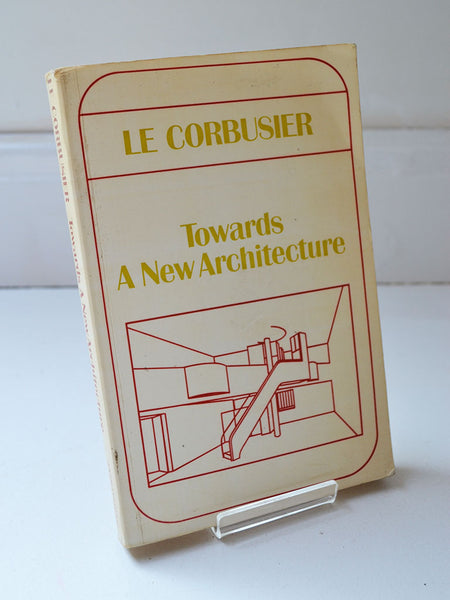 LE CORBUSIER
Towards
A New Architecture